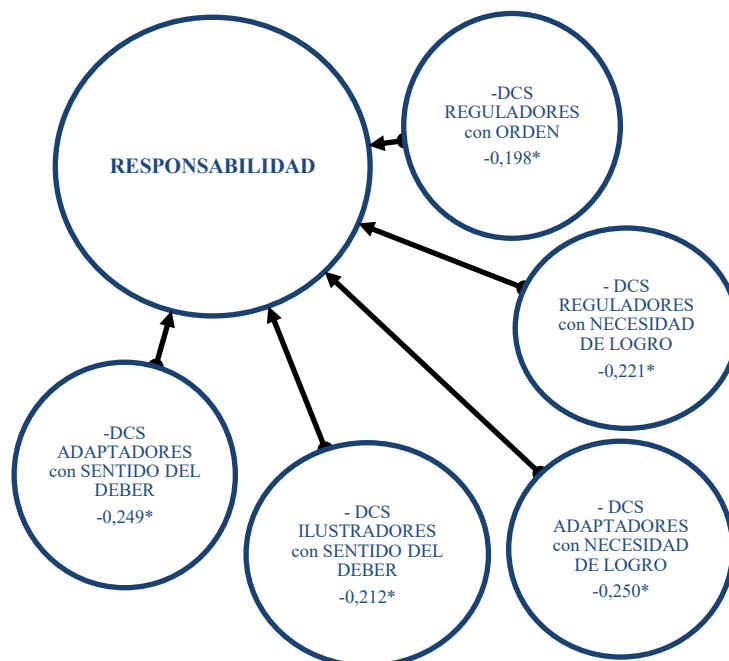 RESPONSABILIDAD
-DCS
REGULADORES
con ORDEN
-0,198*
- DCS
REGULADORES
con NECESIDAD
DE LOGRO
-0,221*
- DCS
ADAPTADORES
con NECESIDAD
DE LOGRO
-0,250*
- DCS
ILUSTRADORES
con SENTIDO DEL
DEBER
-0,212*
-DCS
ADAPTADORES
con SENTIDO DEL
DEBER
-0,249*